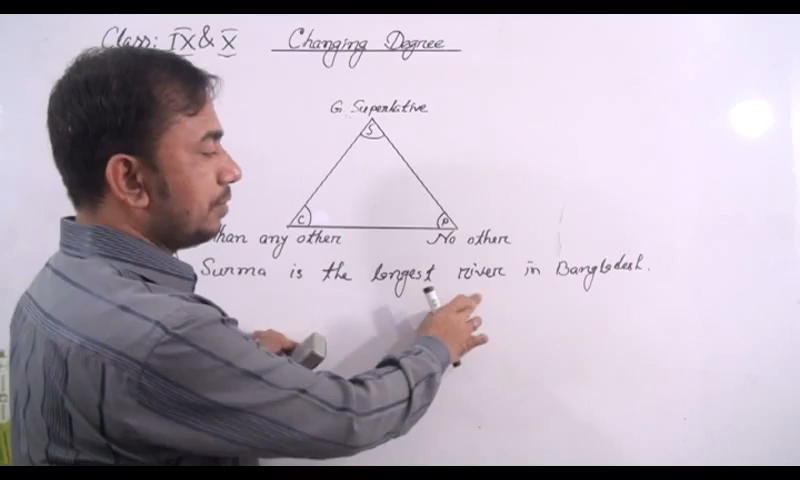 Class: IX & X Changing Degree
G. Superlative
S
C P
than any other No other
Surma is the longest river in Bangladesh.